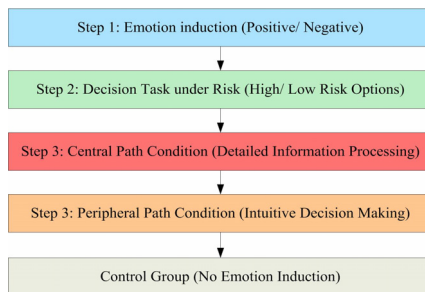 Step 1: Emotion induction (Positive/ Negative)
Step 2: Decision Task under Risk (High/ Low Risk Options)
Step 3: Central Path Condition (Detailed Information Processing)
Step 3: Peripheral Path Condition (Intuitive Decision Making)
Control Group (No Emotion Induction)